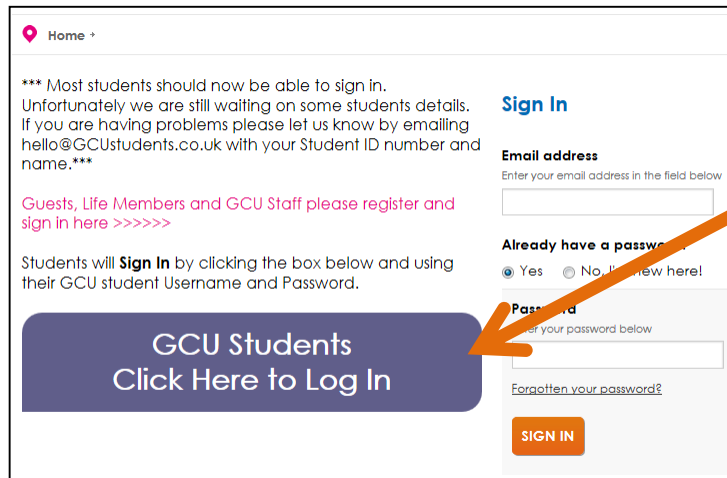 Home
*** Most students should now be able to sign in.
Unfortunately we are still waiting on some students details.
If you are having problems please let us know by emailing
hello@GCUstudents.co.uk with your Student ID number and
name.***
Guests, Life Members and GCU Staff please register and
sign in here >>>>>>
Students will Sign In by clicking the box below and using
their GCU student Username and Password.
GCU Students
Click Here to Log In
Sign In
Email address
Enter your email address in the field below
Already have a password?
Yes No, I'm new here!
Password
your password below
Forgotten your password?
SIGN IN